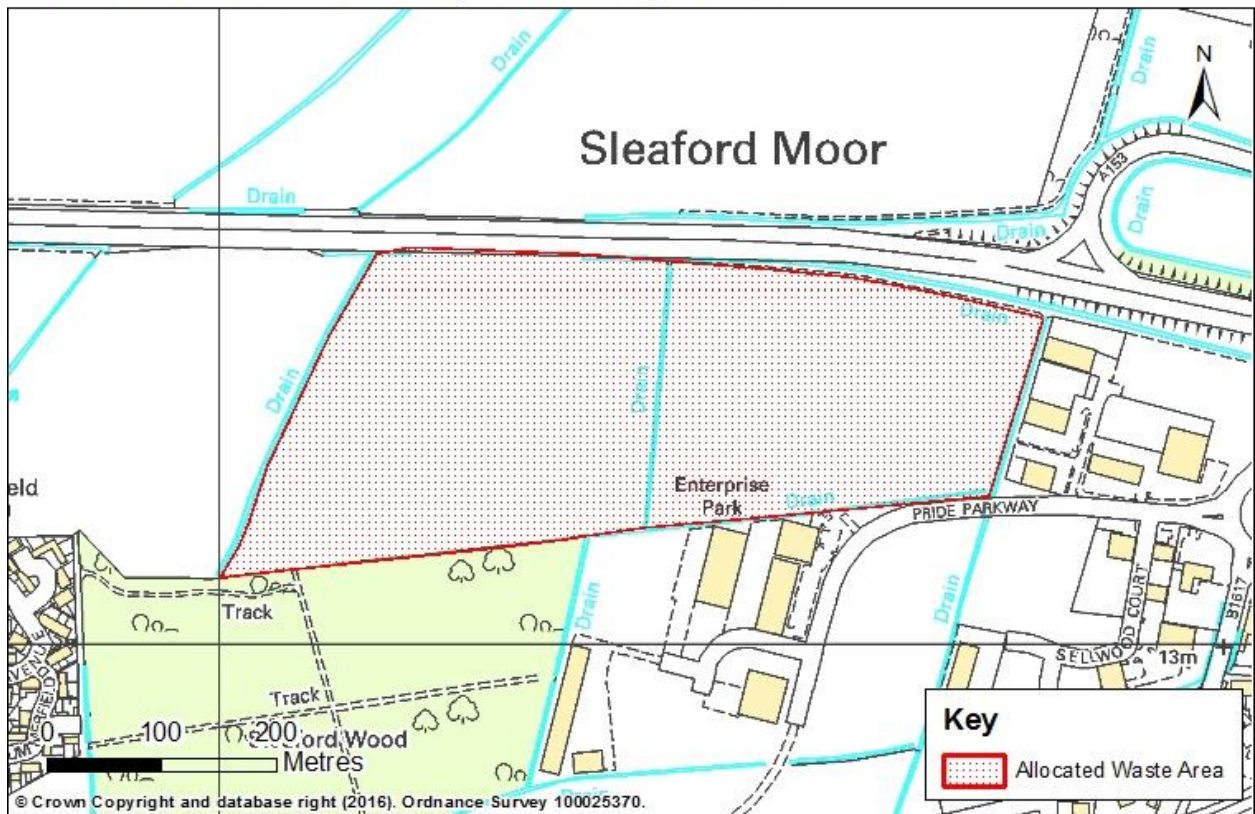 Drain
Drain
N
Sleaford Moor
A153
Drain
Drain
Drain
Drain
Drain
Drain
Enterprise
Park
Drain
PRIDE PARKWAY
eld
Track
Drain
Drain
B1617
SELLWOOD COURT
13m
Track
0 100 200
Metres
Key
Allocated Waste Area
© Crown Copyright and database right (2016). Ordnance Survey 100025370.
Drain